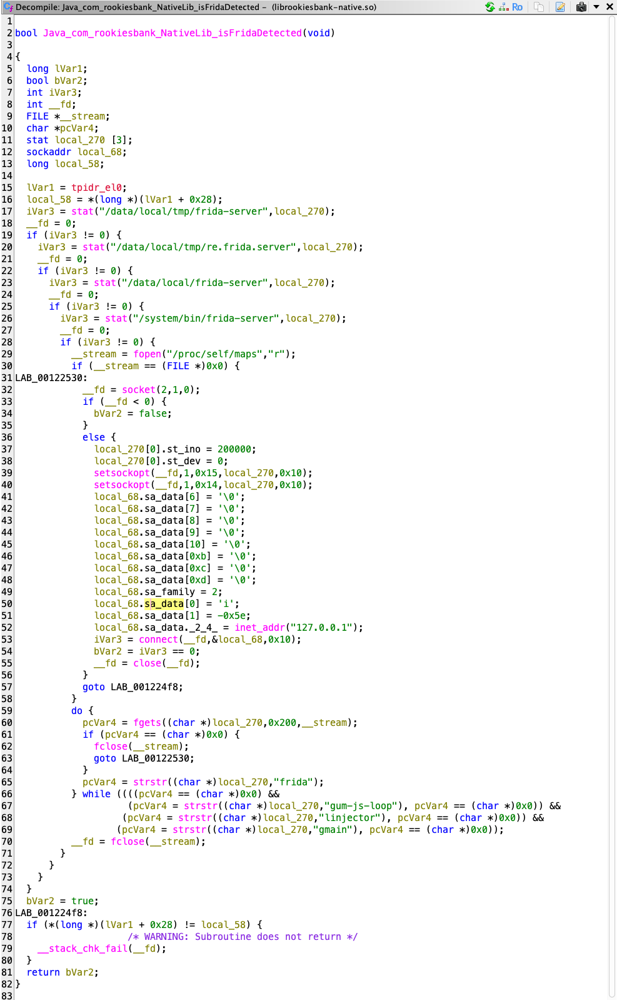 Decompile: Java_com_rookiesbank_NativeLib_isFridaDetected – (librookiesbank-native.so) Ro
1
2 bool Java_com_rookiesbank_NativeLib_isFridaDetected(void)
3
4 {
5   long lVar1;
6   bool bVar2;
7   int iVar3;
8   int __fd;
9   FILE *__stream;
10   char *pcVar4;
11   stat local_270 [3];
12   sockaddr local_68;
13   long local_58;
14
15   lVar1 = tpidr_el0;
16   local_58 = *(long *)(lVar1 + 0x28);
17   iVar3 = stat("/data/local/tmp/frida-server",local_270);
18   __fd = 0;
19   if (iVar3 != 0) {
20     iVar3 = stat("/data/local/tmp/re.frida.server",local_270);
21     __fd = 0;
22     if (iVar3 != 0) {
23       iVar3 = stat("/data/local/frida-server",local_270);
24       __fd = 0;
25       if (iVar3 != 0) {
26         iVar3 = stat("/system/bin/frida-server",local_270);
27         __fd = 0;
28         if (iVar3 != 0) {
29           __stream = fopen("/proc/self/maps","r");
30           if (__stream == (FILE *)0x0) {
31 LAB_00122530:
32             __fd = socket(2,1,0);
33             if (__fd < 0) {
34               bVar2 = false;
35             }
36             else {
37               local_270[0].st_ino = 200000;
38               local_270[0].st_dev = 0;
39               setsockopt(__fd,1,0x15,local_270,0x10);
40               setsockopt(__fd,1,0x14,local_270,0x10);
41               local_68.sa_data[6] = '\0';
42               local_68.sa_data[7] = '\0';
43               local_68.sa_data[8] = '\0';
44               local_68.sa_data[9] = '\0';
45               local_68.sa_data[10] = '\0';
46               local_68.sa_data[0xb] = '\0';
47               local_68.sa_data[0xc] = '\0';
48               local_68.sa_data[0xd] = '\0';
49               local_68.sa_family = 2;
50               local_68.sa_data[0] = 'i';
51               local_68.sa_data[1] = -0x5e;
52               local_68.sa_data._2_4_ = inet_addr("127.0.0.1");
53               iVar3 = connect(__fd,&local_68,0x10);
54               bVar2 = iVar3 == 0;
55               __fd = close(__fd);
56             }
57             goto LAB_001224f8;
58           }
59           do {
60             pcVar4 = fgets((char *)local_270,0x200,__stream);
61             if (pcVar4 == (char *)0x0) {
62               fclose(__stream);
63               goto LAB_00122530;
64             }
65             pcVar4 = strstr((char *)local_270,"frida");
66           } while ((((pcVar4 == (char *)0x0) &&
67                     (pcVar4 = strstr((char *)local_270,"gum-js-loop"), pcVar4 == (char *)0x0)) &&
68                    (pcVar4 = strstr((char *)local_270,"linjector"), pcVar4 == (char *)0x0)) &&
69                   (pcVar4 = strstr((char *)local_270,"gmain"), pcVar4 == (char *)0x0));
70           __fd = fclose(__stream);
71         }
72       }
73     }
74   }
75   bVar2 = true;
76 LAB_001224f8:
77   if (*(long *)(lVar1 + 0x28) != local_58) {
78                     /* WARNING: Subroutine does not return */
79     __stack_chk_fail(__fd);
80   }
81   return bVar2;
82 }
83